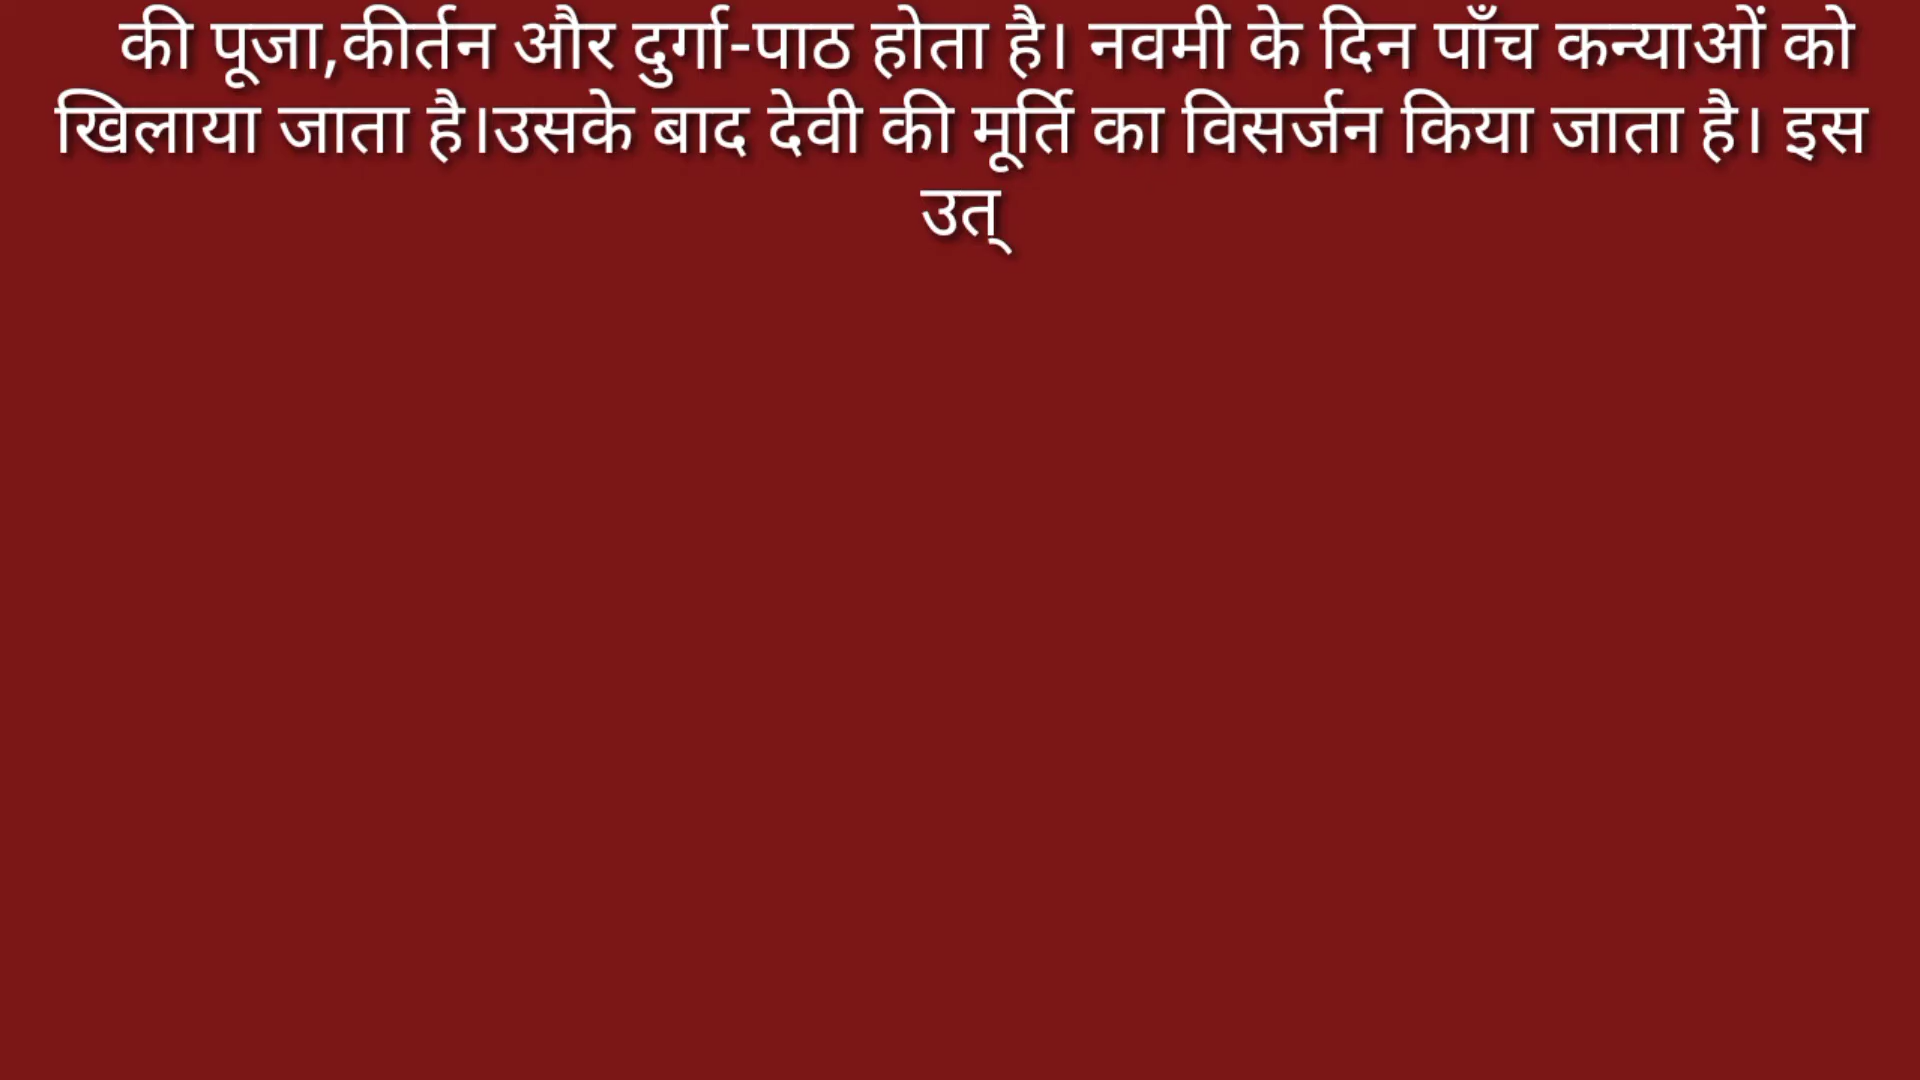 की पूजा,कीर्तन और दुर्गा-पाठ होता है। नवमी के दिन पाँच कन्याओं को
खिलाया जाता है।उसके बाद देवी की मूर्ति का विसर्जन किया जाता है। इस
उत्